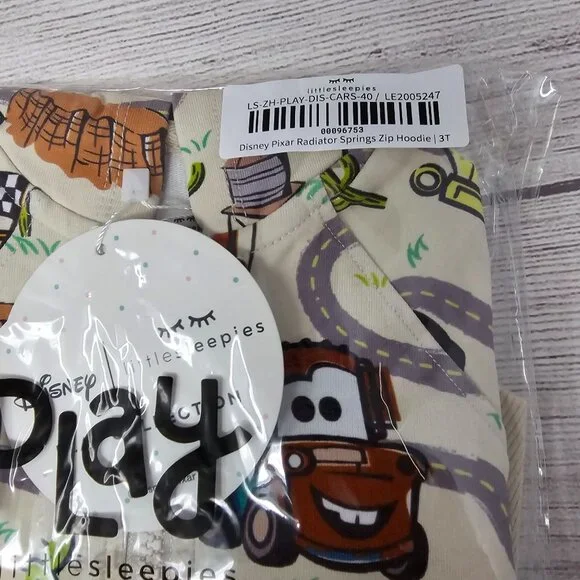 littlesleepies
LS-ZH-PLAY-DIS-CARS-40 / LE2005247
00096753
Disney Pixar Radiator Springs Zip Hoodie | 3T
littlesleepies
Disney
COLLECTION
Play
Pixar
littlesleepies